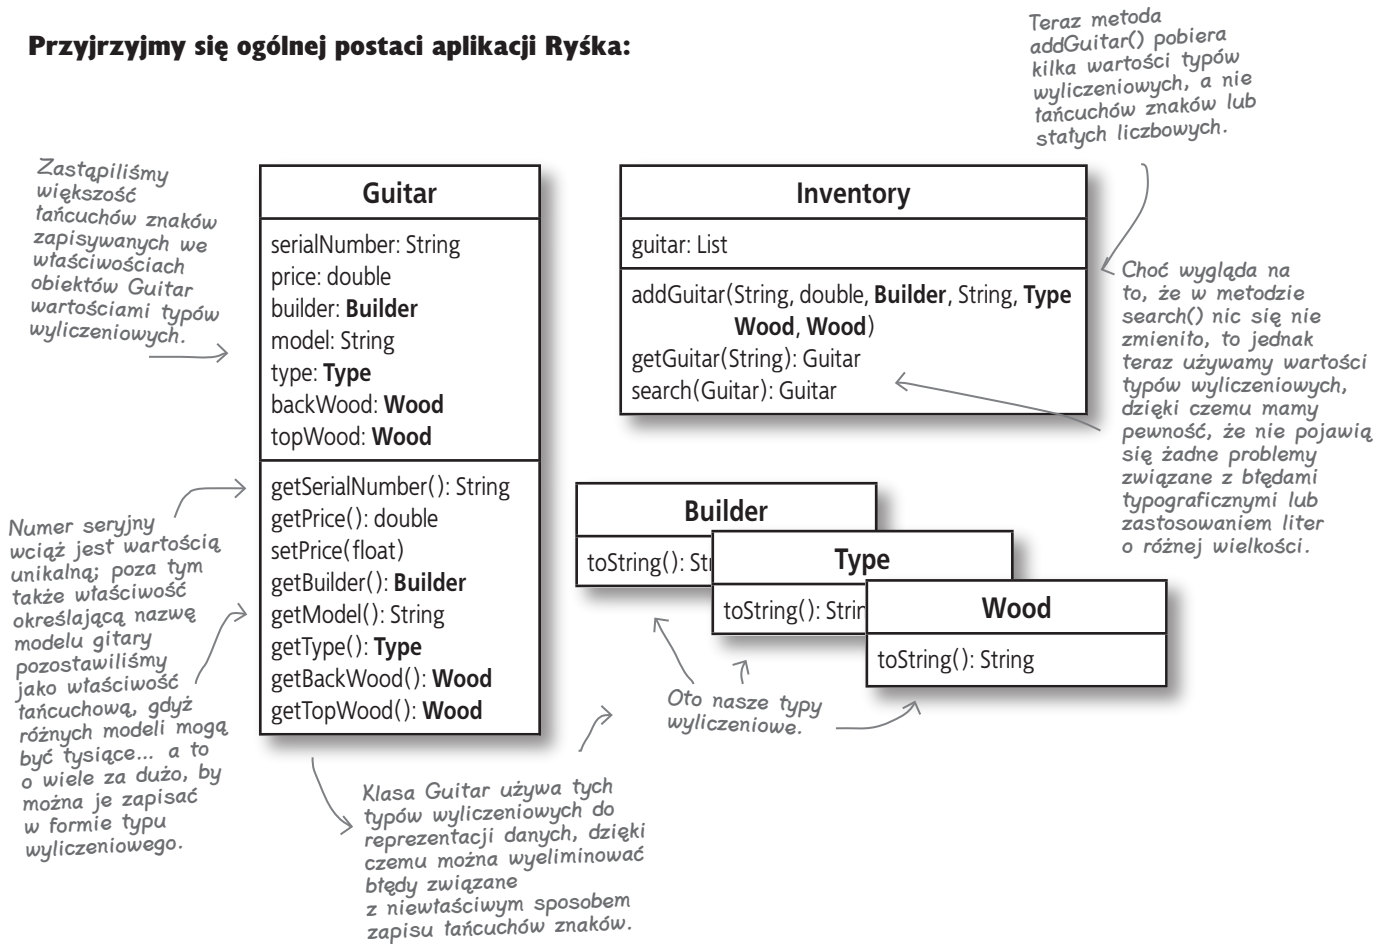 Przyjrzyjmy się ogólnej postaci aplikacji Ryśka:
Teraz metoda
addGuitar() pobiera
kilka wartości typów
wyliczeniowych, a nie
łańcuchów znaków lub
stałych liczbowych.
Zastąpiliśmy
większość
łańcuchów znaków
zapisywanych we
właściwościach
obiektów Guitar
wartościami typów
wyliczeniowych.
Guitar
serialNumber: String
price: double
builder: Builder
model: String
type: Type
backWood: Wood
topWood: Wood
getSerialNumber(): String
getPrice(): double
setPrice(float)
getBuilder(): Builder
getModel(): String
getType(): Type
getBackWood(): Wood
getTopWood(): Wood
Inventory
guitar: List
addGuitar(String, double, Builder, String, Type
Wood, Wood)
getGuitar(String): Guitar
search(Guitar): Guitar
Choć wygląda na
to, że w metodzie
search() nic się nie
zmieniło, to jednak
teraz używamy wartości
typów wyliczeniowych,
dzięki czemu mamy
pewność, że nie pojawią
się żadne problemy
związane z błędami
typograficznymi lub
zastosowaniem liter
o różnej wielkości.
Numer seryjny
wciąż jest wartością
unikalną; poza tym
także właściwość
określającą nazwę
modelu gitary
pozostawiliśmy
jako właściwość
łańcuchową, gdyż
różnych modeli mogą
być tysiące... a to
o wiele za dużo, by
można je zapisać
w formie typu
wyliczeniowego.
Builder
toString(): Str
Type
toString(): Strin
Wood
toString(): String
Oto nasze typy
wyliczeniowe.
Klasa Guitar używa tych
typów wyliczeniowych do
reprezentacji danych, dzięki
czemu można wyeliminować
błędy związane
z niewłaściwym sposobem
zapisu łańcuchów znaków.